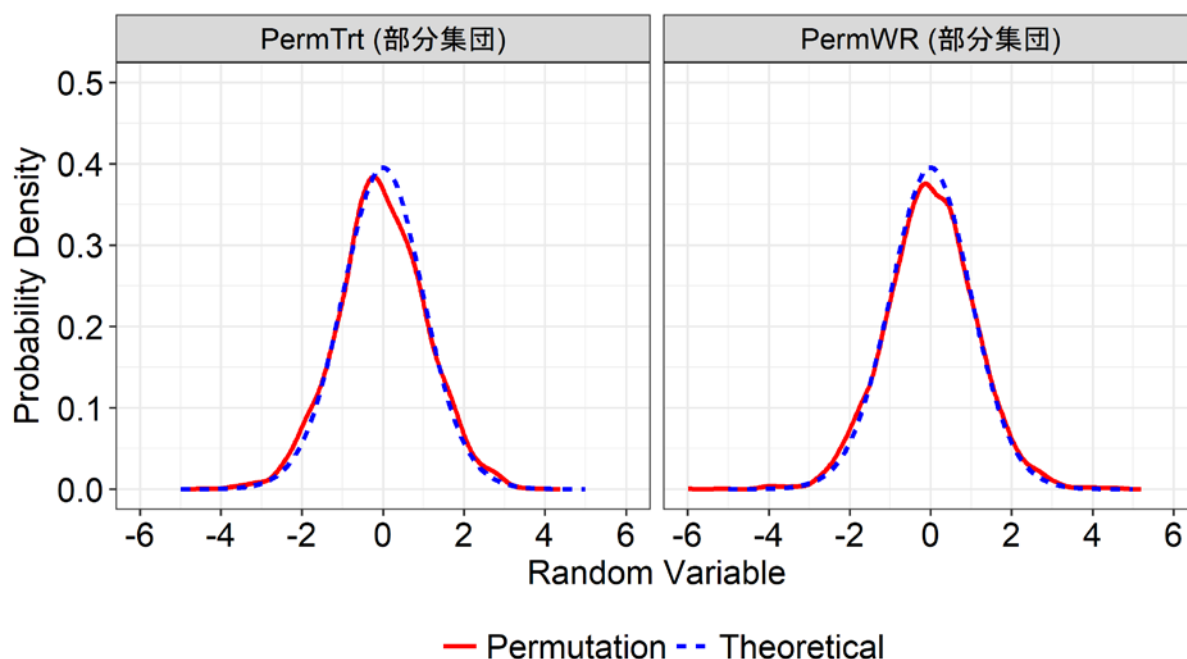 PermTrt (部分集団) PermWR (部分集団)
Probability Density
0.5
0.4
0.3
0.2
0.1
0.0
-6 -4 -2 0 2 4 6 -6 -4 -2 0 2 4 6
Random Variable
Permutation Theoretical